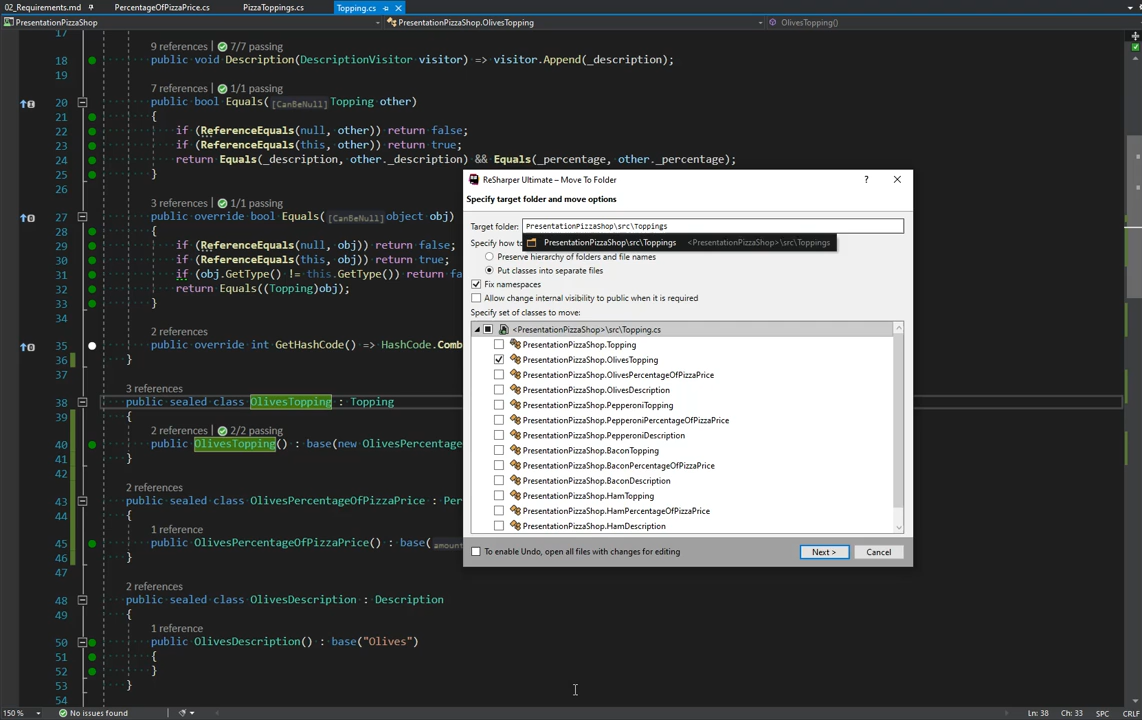 02_Requirements.md PercentageOfPizzaPrice.cs PizzaToppings.cs Topping.cs
PresentationPizzaShop PresentationPizzaShop.OlivesTopping OlivesTopping()
17
9 references | 7/7 passing
18 public void Description(DescriptionVisitor visitor) => visitor.Append(_description);
19
7 references | 1/1 passing
20 public bool Equals([CanBeNull] Topping other)
21 {
22 if (ReferenceEquals(null, other)) return false;
23 if (ReferenceEquals(this, other)) return true;
24 return Equals(_description, other._description) && Equals(_percentage, other._percentage);
25 }
26
3 references | 1/1 passing
27 public override bool Equals([CanBeNull] object obj)
28 {
29 if (ReferenceEquals(null, obj)) return false;
30 if (ReferenceEquals(this, obj)) return true;
31 if (obj.GetType() != this.GetType()) return fa
32 return Equals((Topping)obj);
33 }
34
2 references
35 public override int GetHashCode() => HashCode.Comb
36 }
37
3 references
38 public sealed class OlivesTopping : Topping
39 {
2 references | 2/2 passing
40 public OlivesTopping() : base(new OlivesPercentage
41 }
42
2 references
43 public sealed class OlivesPercentageOfPizzaPrice : Per
44 {
1 reference
45 public OlivesPercentageOfPizzaPrice() : base( amount
46 }
47
2 references
48 public sealed class OlivesDescription : Description
49 {
1 reference
50 public OlivesDescription() : base("Olives")
51 {
52 }
53 }
54
ReSharper Ultimate – Move To Folder
Specify target folder and move options
Target folder: PresentationPizzaShop\src\Toppings
PresentationPizzaShop\src\Toppings <PresentationPizzaShop>\src\Toppings
Specify how to
Preserve hierarchy of folders and file names
Put classes into separate files
Fix namespaces
Allow change internal visibility to public when it is required
Specify set of classes to move:
<PresentationPizzaShop>\src\Topping.cs
PresentationPizzaShop.Topping
PresentationPizzaShop.OlivesTopping
PresentationPizzaShop.OlivesPercentageOfPizzaPrice
PresentationPizzaShop.OlivesDescription
PresentationPizzaShop.PepperoniTopping
PresentationPizzaShop.PepperoniPercentageOfPizzaPrice
PresentationPizzaShop.PepperoniDescription
PresentationPizzaShop.BaconTopping
PresentationPizzaShop.BaconPercentageOfPizzaPrice
PresentationPizzaShop.BaconDescription
PresentationPizzaShop.HamTopping
PresentationPizzaShop.HamPercentageOfPizzaPrice
PresentationPizzaShop.HamDescription
To enable Undo, open all files with changes for editing
Next > Cancel
150 % No issues found Ln: 38 Ch: 33 SPC CRLF